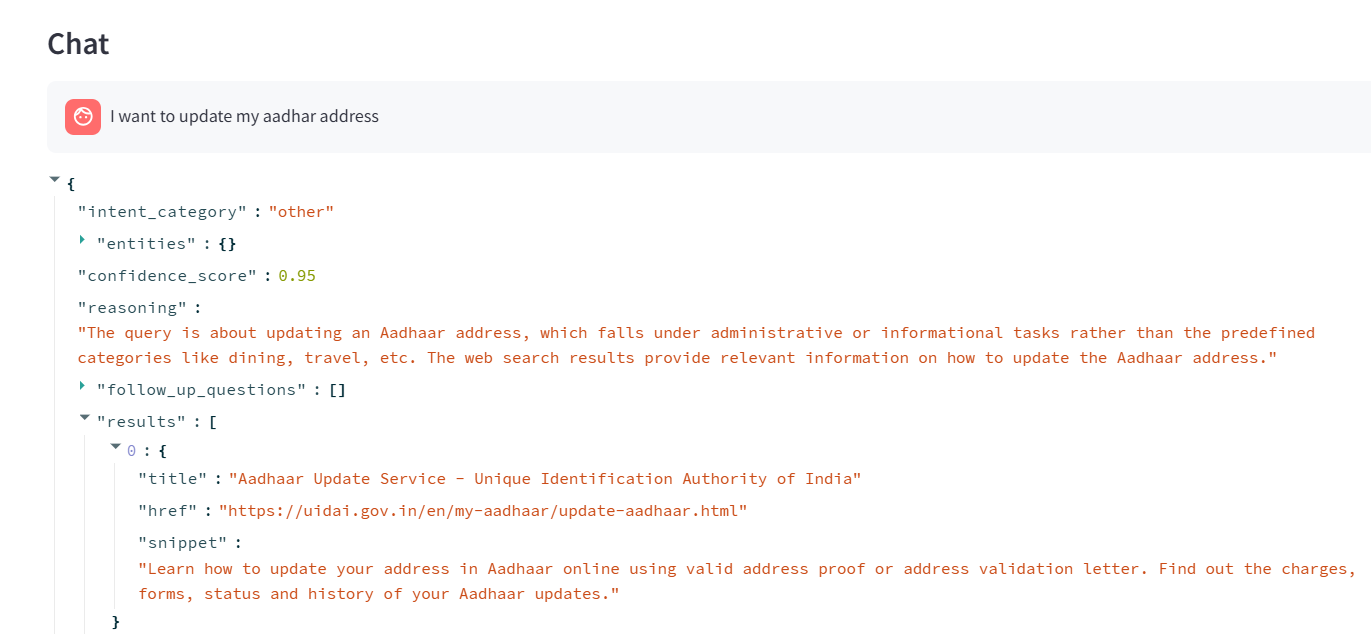 Chat
I want to update my aadhar address
{
"intent_category" : "other"
"entities" : {}
"confidence_score" : 0.95
"reasoning" :
"The query is about updating an Aadhaar address, which falls under administrative or informational tasks rather than the predefined
categories like dining, travel, etc. The web search results provide relevant information on how to update the Aadhaar address."
"follow_up_questions" : []
"results" : [
0 : {
"title" : "Aadhaar Update Service - Unique Identification Authority of India"
"href" : "https://uidai.gov.in/en/my-aadhaar/update-aadhaar.html"
"snippet" :
"Learn how to update your address in Aadhaar online using valid address proof or address validation letter. Find out the charges,
forms, status and history of your Aadhaar updates."
}